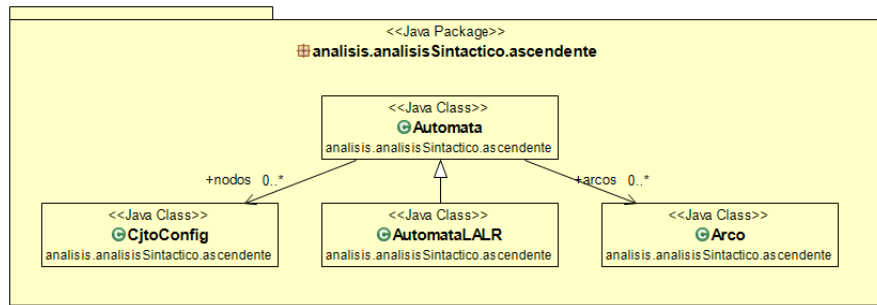 <<Java Package>>
analisis.analisisSintactico.ascendente
<<Java Class>>
Automata
analisis.analisisSintactico.ascendente
+nodos 0..*
+arcos 0..*
<<Java Class>>
CjtoConfig
analisis.analisisSintactico.ascendente
<<Java Class>>
AutomataLALR
analisis.analisisSintactico.ascendente
<<Java Class>>
Arco
analisis.analisisSintactico.ascendente